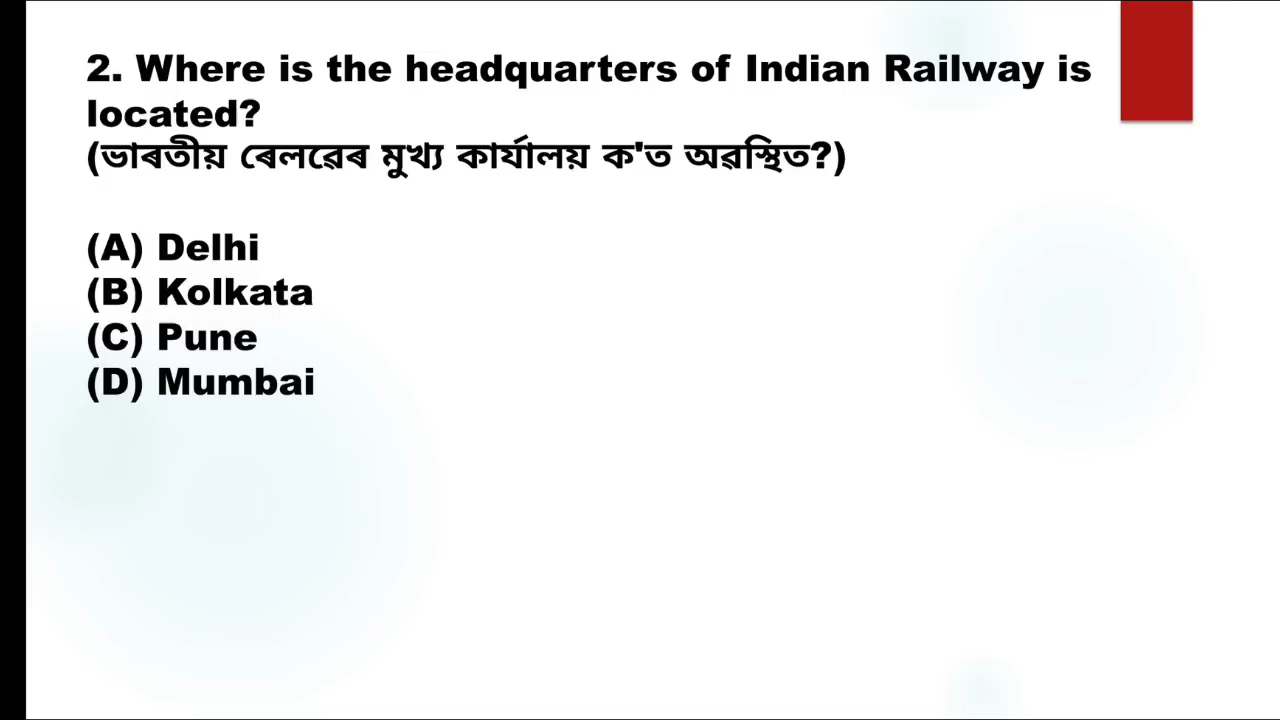 2. Where is the headquarters of Indian Railway is
located?
(ভাৰতীয় ৰেলৱেৰ মুখ্য কাৰ্যালয় ক'ত অৱস্থিত?)
(A) Delhi
(B) Kolkata
(C) Pune
(D) Mumbai